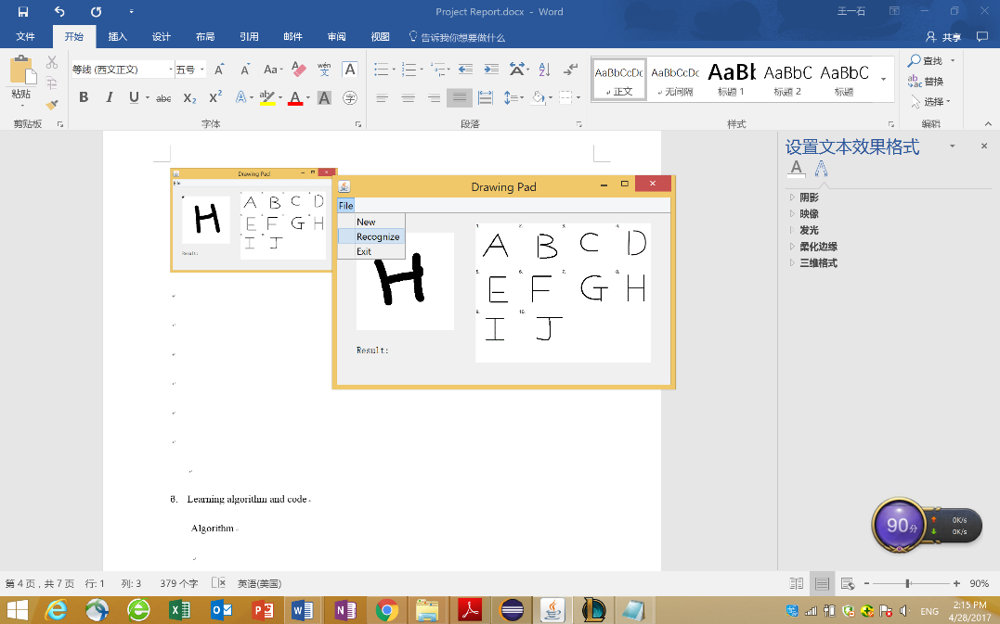 Project Report.docx - Word
王一石
文件 开始 插入 设计 布局 引用 邮件 审阅 视图 告诉我你想要做什么 共享
粘贴
等线 (西文正文) 五号 Aa wén 文 A
查找
替换
选择
B I U abc X₂ X² A aby A A 字
AaBbCcDc AaBbCcDc AaBl AaBbC AaBbC
正文 无间隔 标题 1 标题 2 标题
剪贴板 字体 段落 样式 编辑
设置文本效果格式
阴影
映像
发光
柔化边缘
三维格式
Drawing Pad
File
H
A B C D
E F G H
I J
Result:
Drawing Pad
File
New
Recognize
Exit
H
1. 2. 3. 4.
A B C D
5. 6. 7. 8.
E F G H
9. 10.
I J
Result:
Learning algorithm and code
Algorithm
90分
0K/s
0K/s
第 4 页，共 7 页 行: 1 列: 3 379 个字 英语(美国) 90%
ENG
2:15 PM
4/28/2017